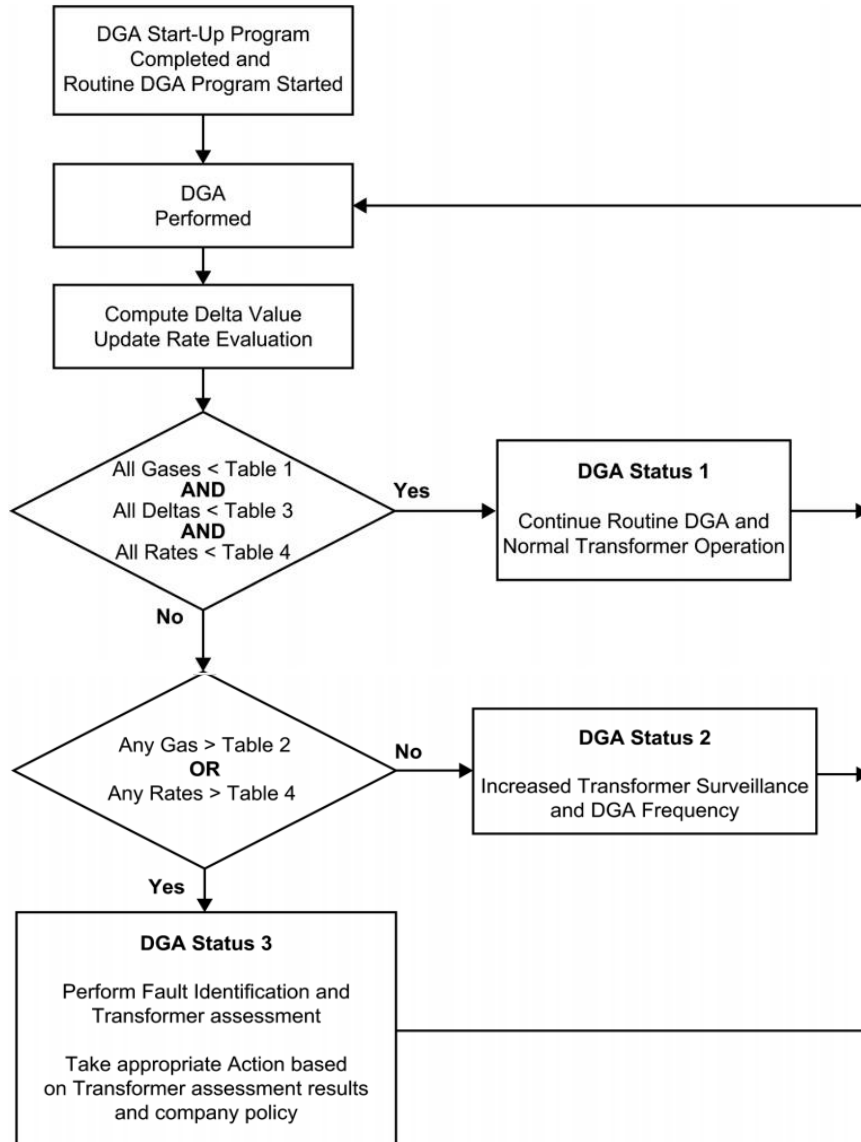 DGA Start-Up Program
Completed and
Routine DGA Program Started
DGA
Performed
Compute Delta Value
Update Rate Evaluation
All Gases < Table 1
AND
All Deltas < Table 3
AND
All Rates < Table 4
Yes
DGA Status 1
Continue Routine DGA and
Normal Transformer Operation
No
Any Gas > Table 2
OR
Any Rates > Table 4
No
DGA Status 2
Increased Transformer Surveillance
and DGA Frequency
Yes
DGA Status 3
Perform Fault Identification and
Transformer assessment
Take appropriate Action based
on Transformer assessment results
and company policy